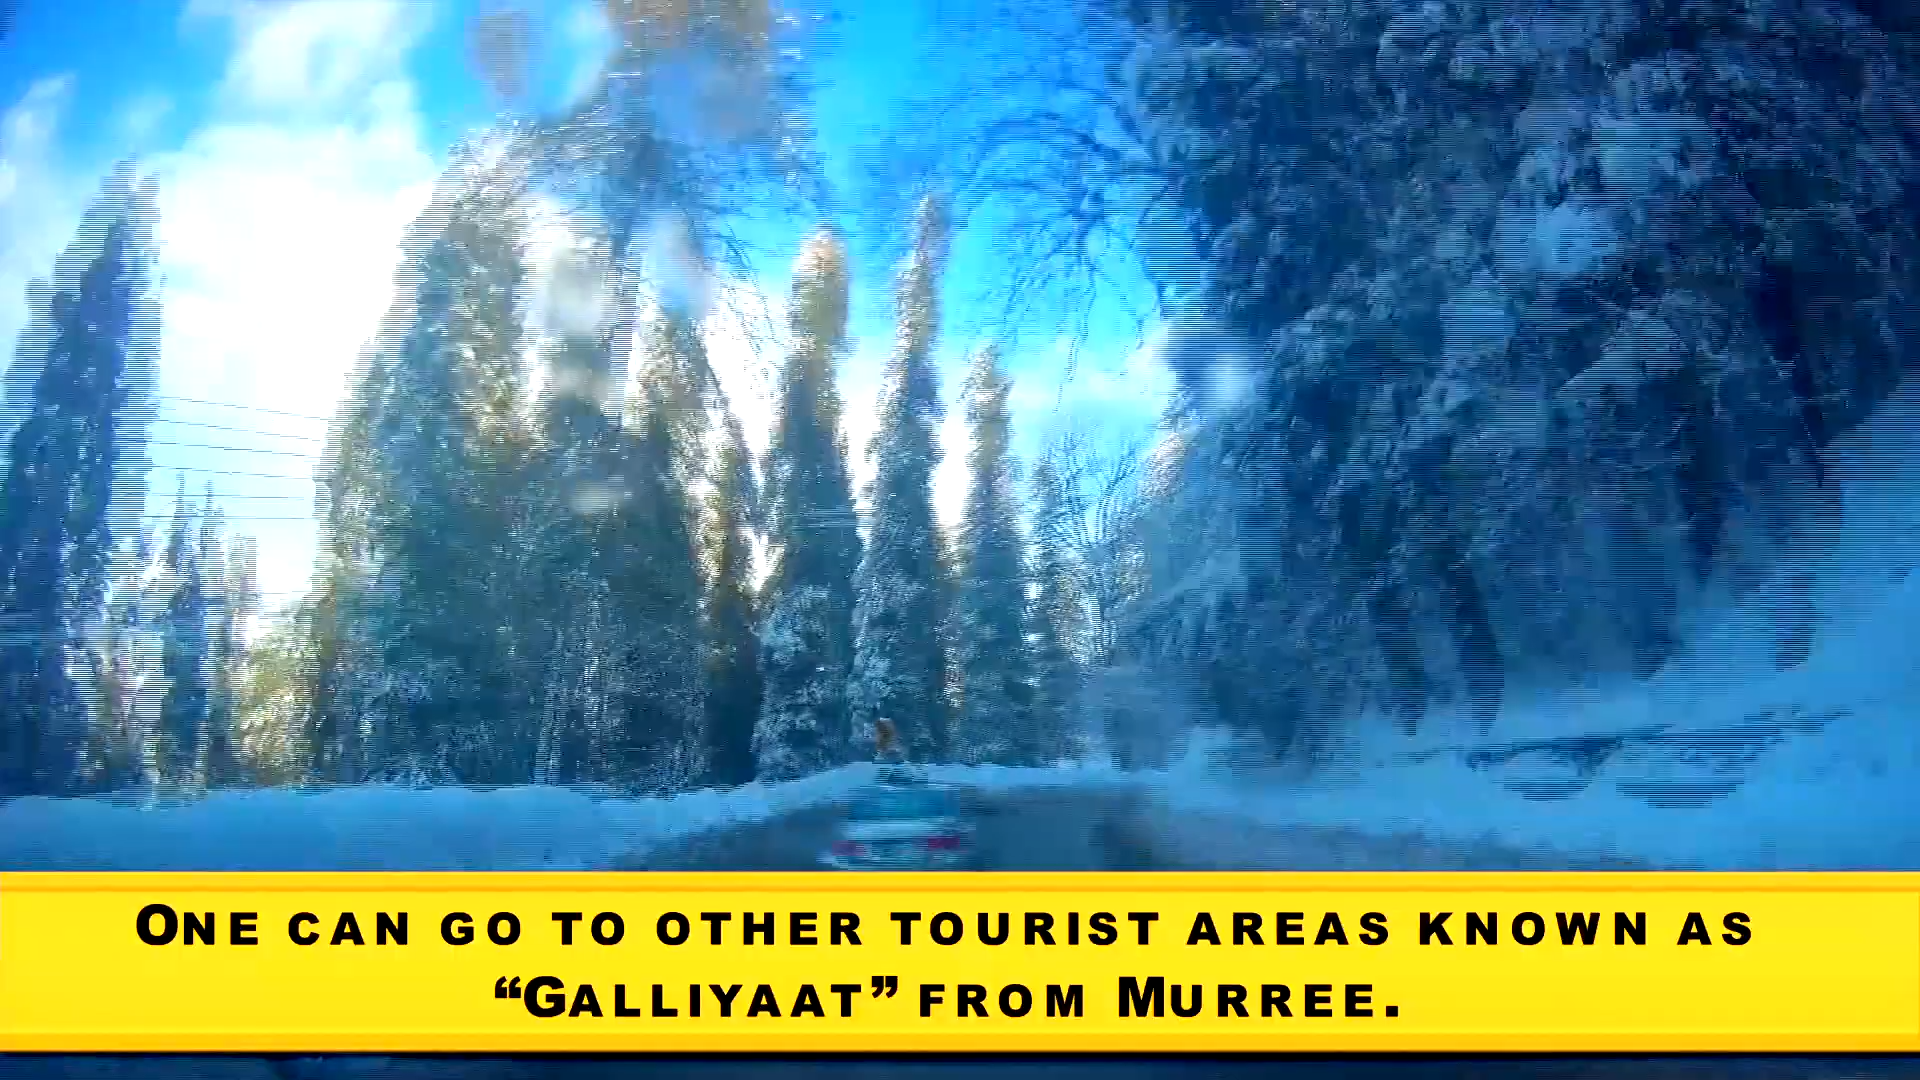 One can go to other tourist areas known as
“Galliyaat” from Murree.